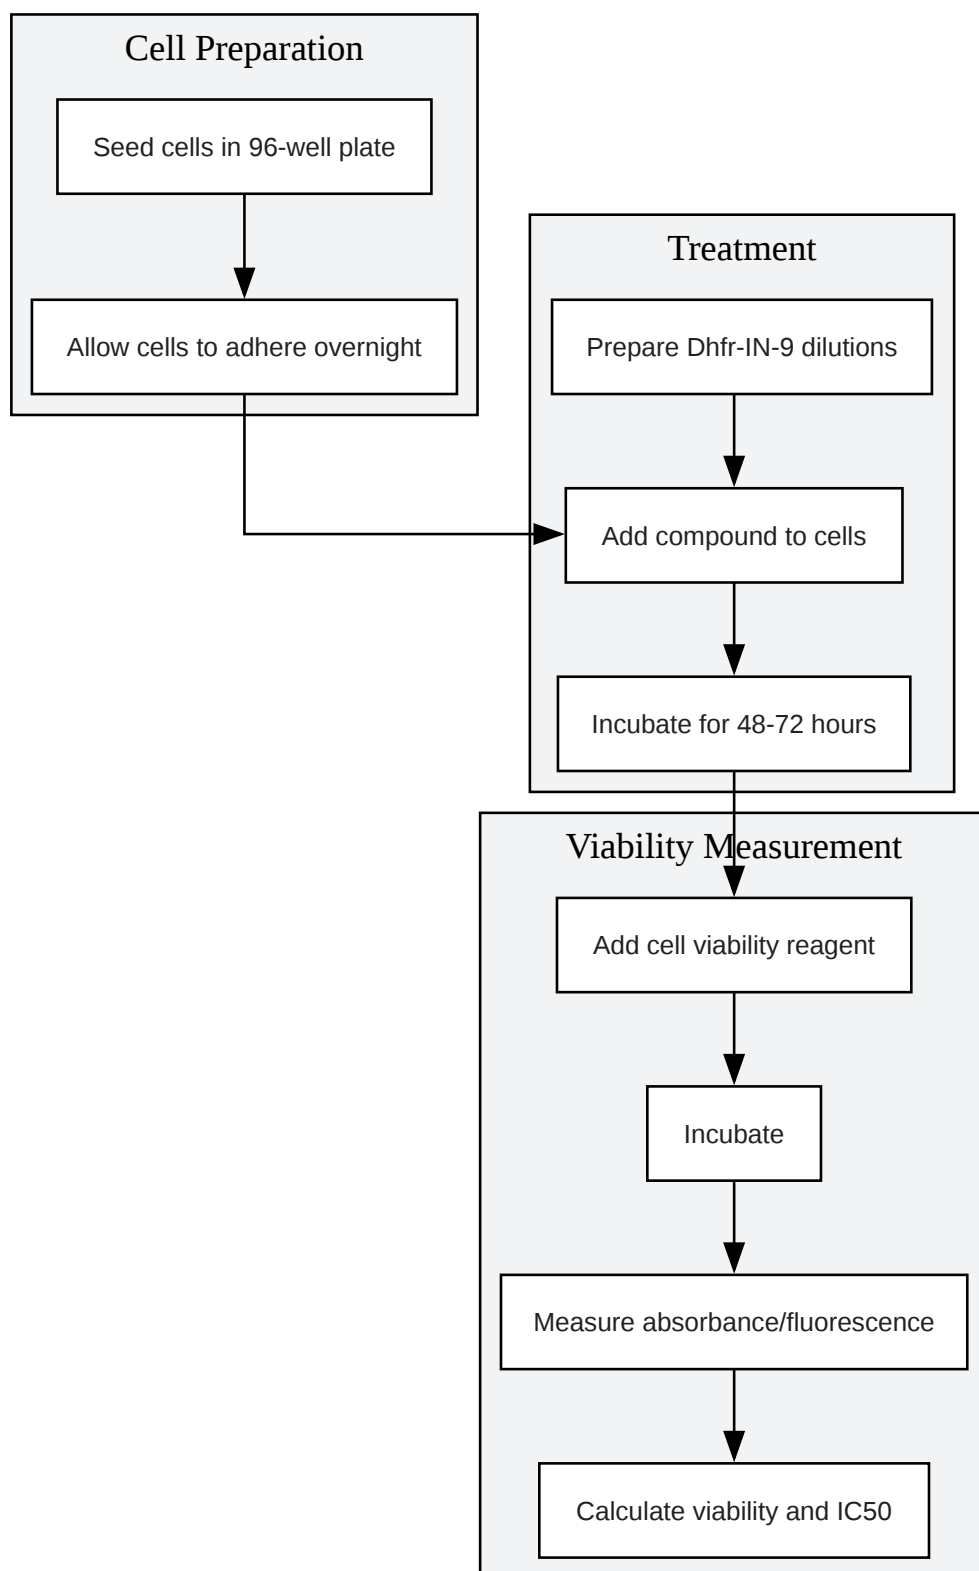 Cell Preparation
Seed cells in 96-well plate
Allow cells to adhere overnight
Treatment
Prepare Dhfr-IN-9 dilutions
Add compound to cells
Incubate for 48-72 hours
Viability Measurement
Add cell viability reagent
Incubate
Measure absorbance/fluorescence
Calculate viability and IC50